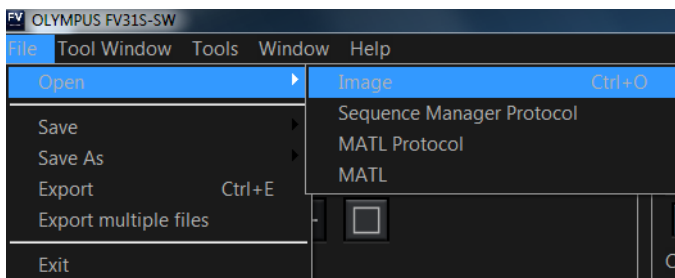 FV OLYMPUS FV31S-SW
File Tool Window Tools Window Help
Open
Image Ctrl+O
Sequence Manager Protocol
MATL Protocol
MATL
Save
Save As
Export Ctrl+E
Export multiple files
Exit